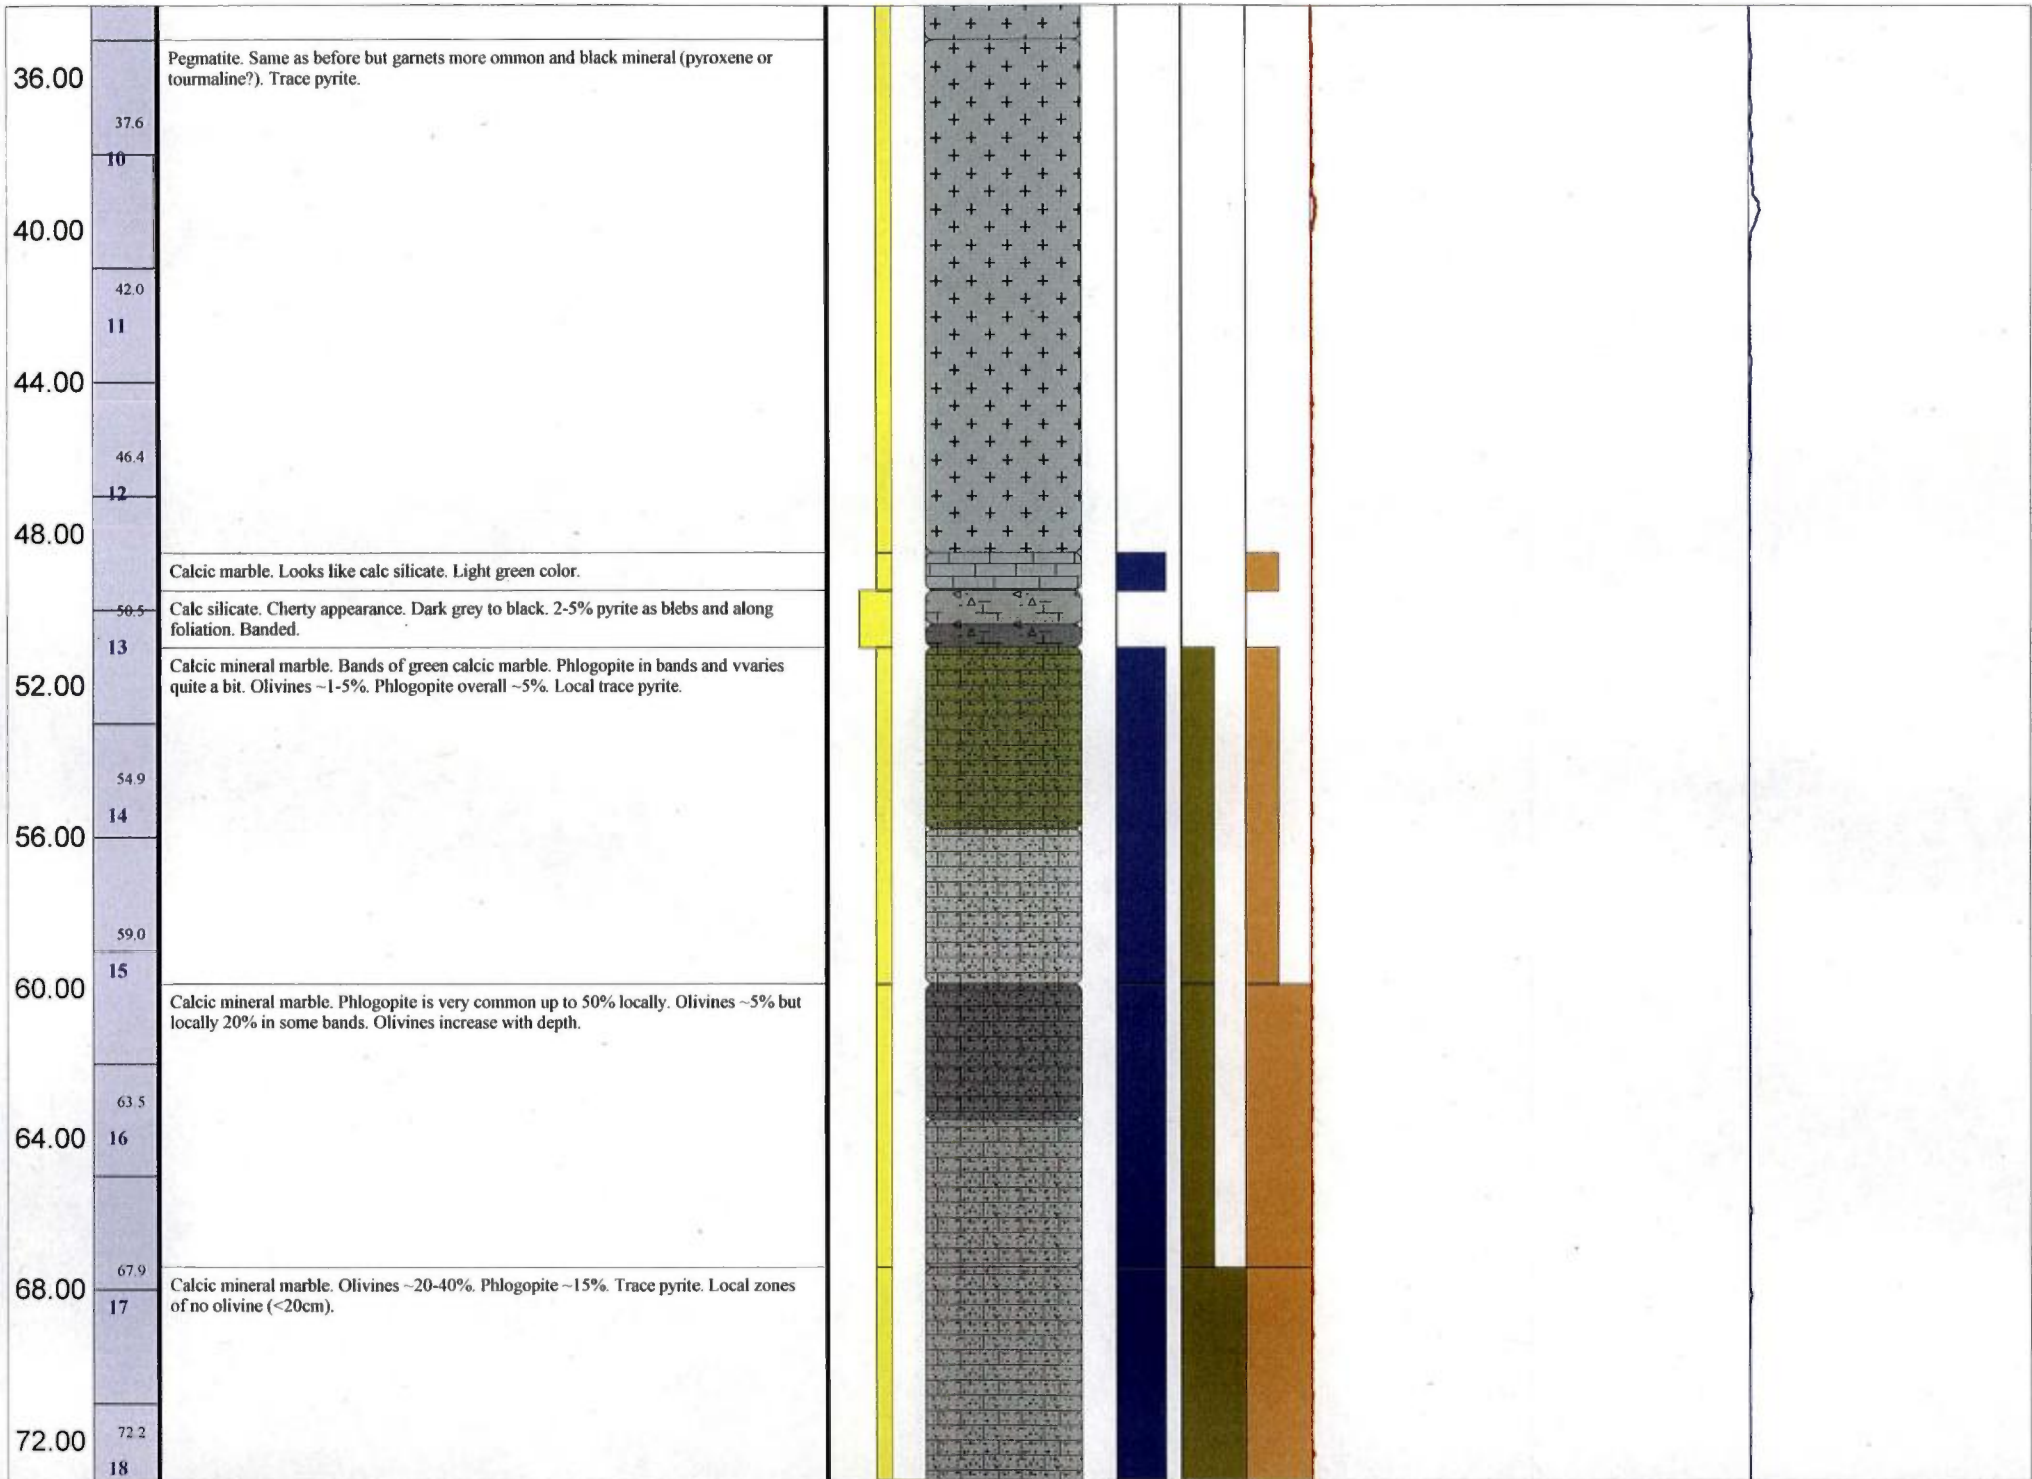 Pegmatite. Same as before but garnets more ommon and black mineral (pyroxene or
tourmaline?). Trace pyrite.
36.00
37.6
10
40.00
42.0
11
44.00
46.4
12
48.00
Calcic marble. Looks like calc silicate. Light green color.
50.5
Calc silicate. Cherty appearance. Dark grey to black. 2-5% pyrite as blebs and along
foliation. Banded.
13
Calcic mineral marble. Bands of green calcic marble. Phlogopite in bands and vvaries
quite a bit. Olivines ~1-5%. Phlogopite overall ~5%. Local trace pyrite.
52.00
54.9
14
56.00
59.0
15
60.00
Calcic mineral marble. Phlogopite is very common up to 50% locally. Olivines ~5% but
locally 20% in some bands. Olivines increase with depth.
63.5
64.00
16
67.9
68.00
Calcic mineral marble. Olivines ~20-40%. Phlogopite ~15%. Trace pyrite. Local zones
of no olivine (<20cm).
17
72.2
72.00
18